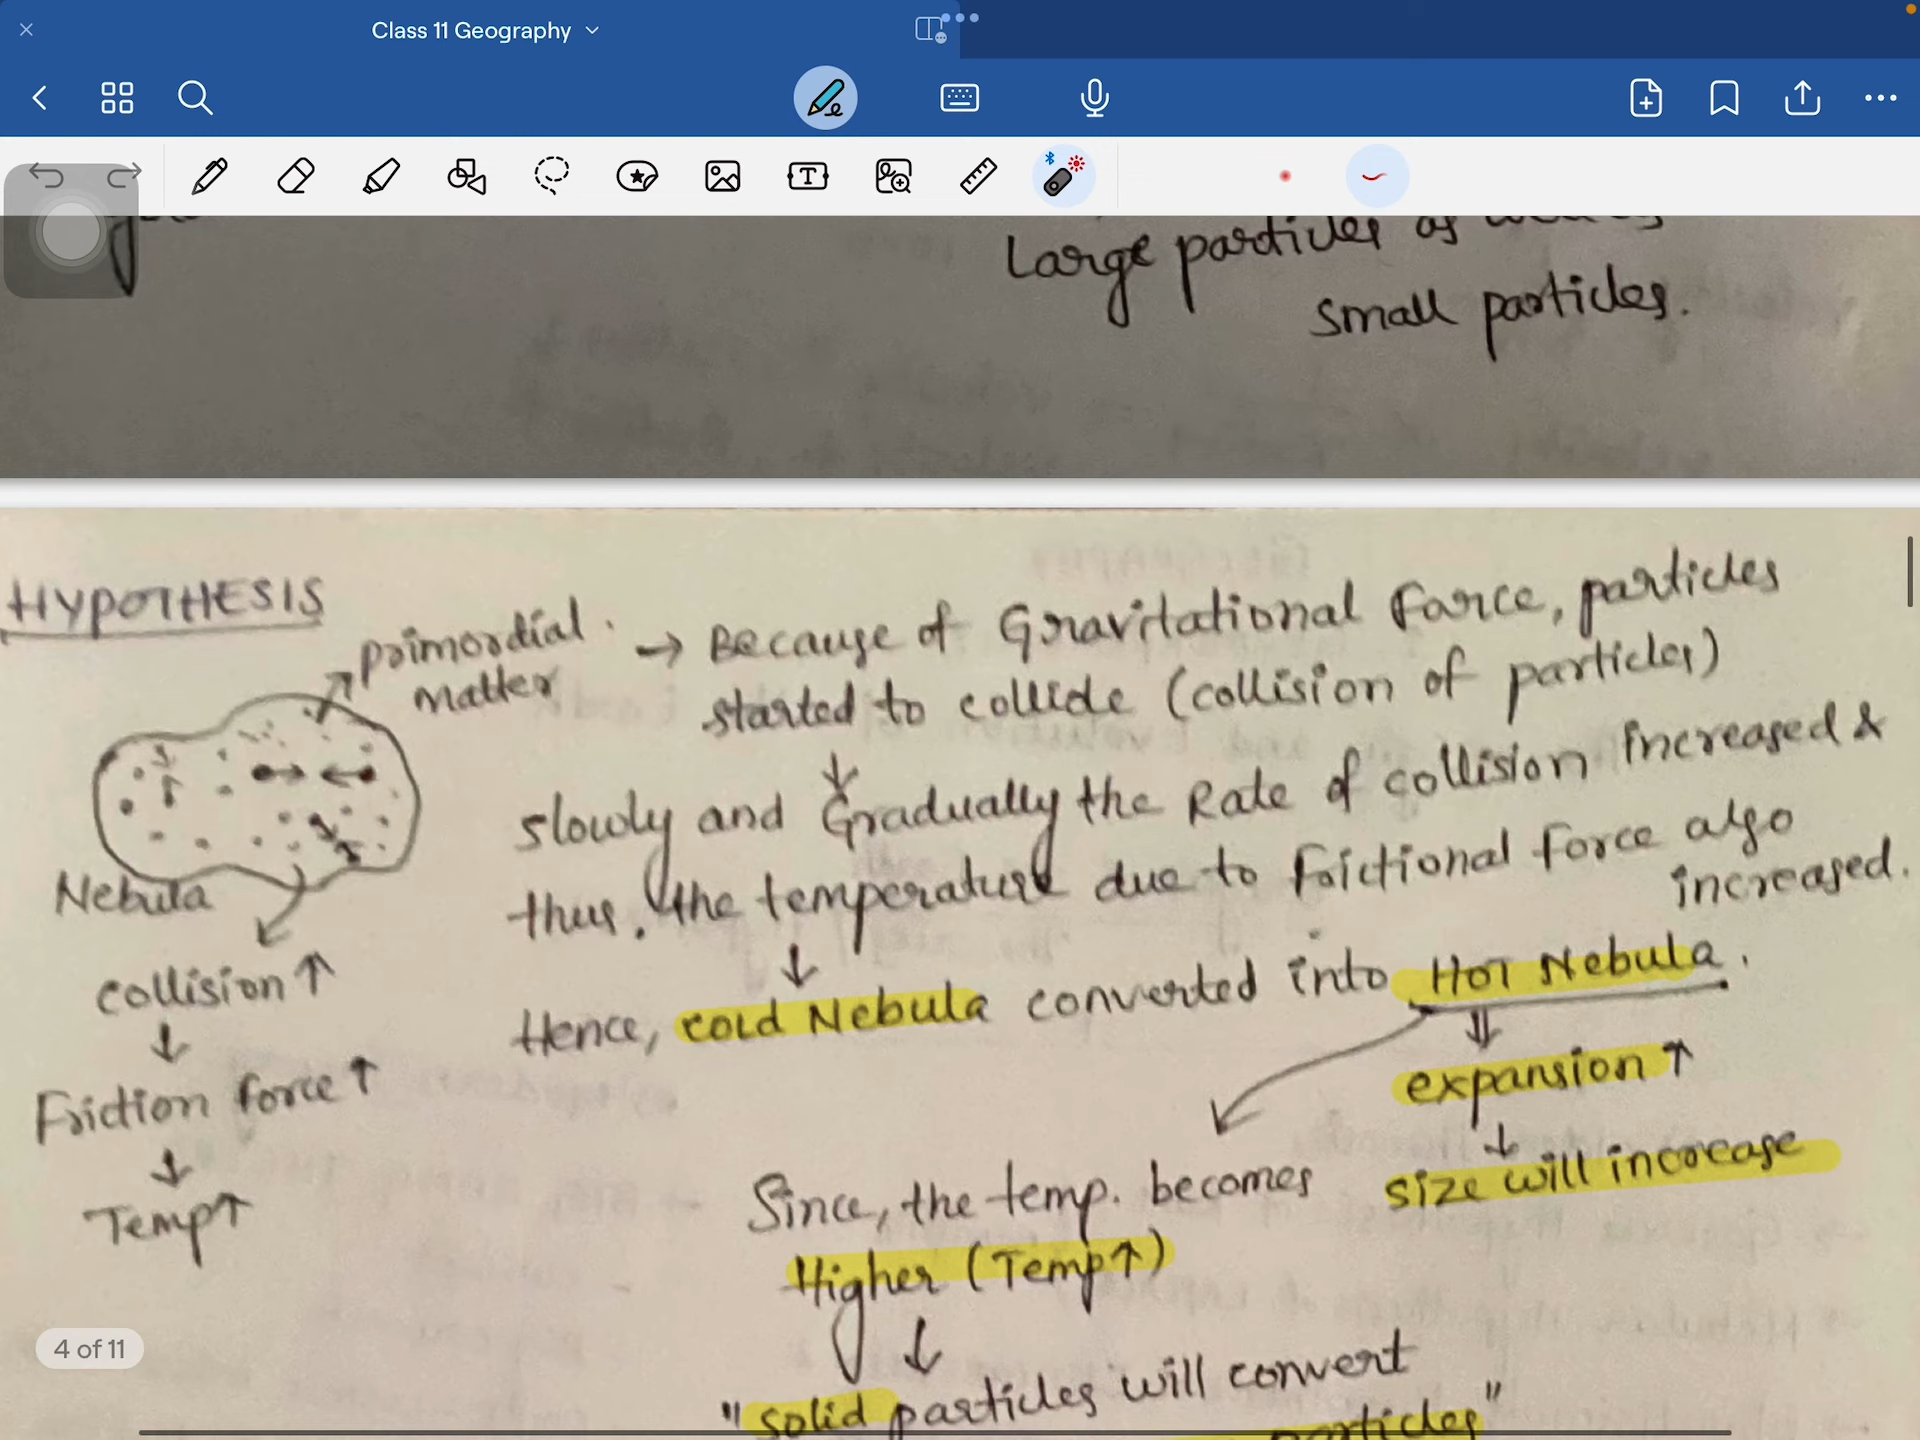 Class 11 Geography
Large particles as
small particles.
HYPOTHESIS
primordial
matter
→ Because of Gravitational Force, particles
started to collide (collision of particles)
↓
slowly and Gradually the Rate of collision increased &
thus, the temperature due to frictional force also
increased.
↓
Hence, cold Nebula converted into HOT Nebula.
Nebula
collision ↑
↓
Friction force ↑
↓
Temp ↑
⇓
expansion ↑
↓
size will increase
Since, the temp. becomes
Higher (Temp ↑)
↓
"solid particles will convert
particles"
4 of 11